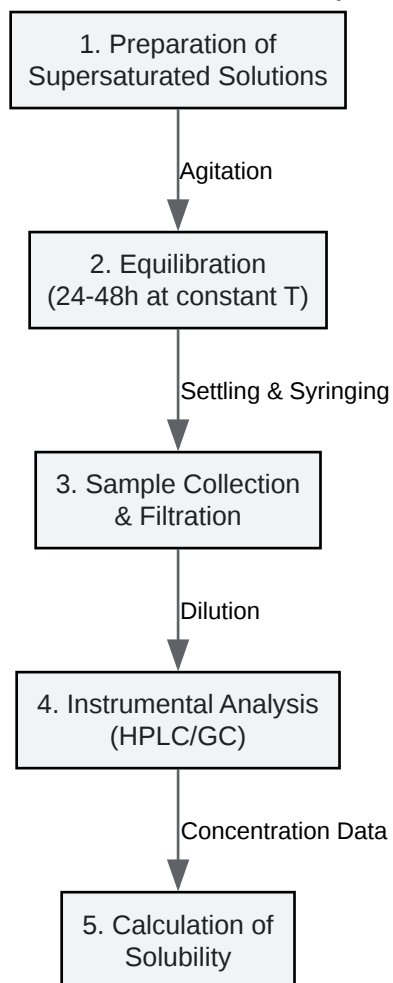 1. Preparation of
Supersaturated Solutions
Agitation
2. Equilibration
(24-48h at constant T)
Settling & Syringing
3. Sample Collection
& Filtration
Dilution
4. Instrumental Analysis
(HPLC/GC)
Concentration Data
5. Calculation of
Solubility